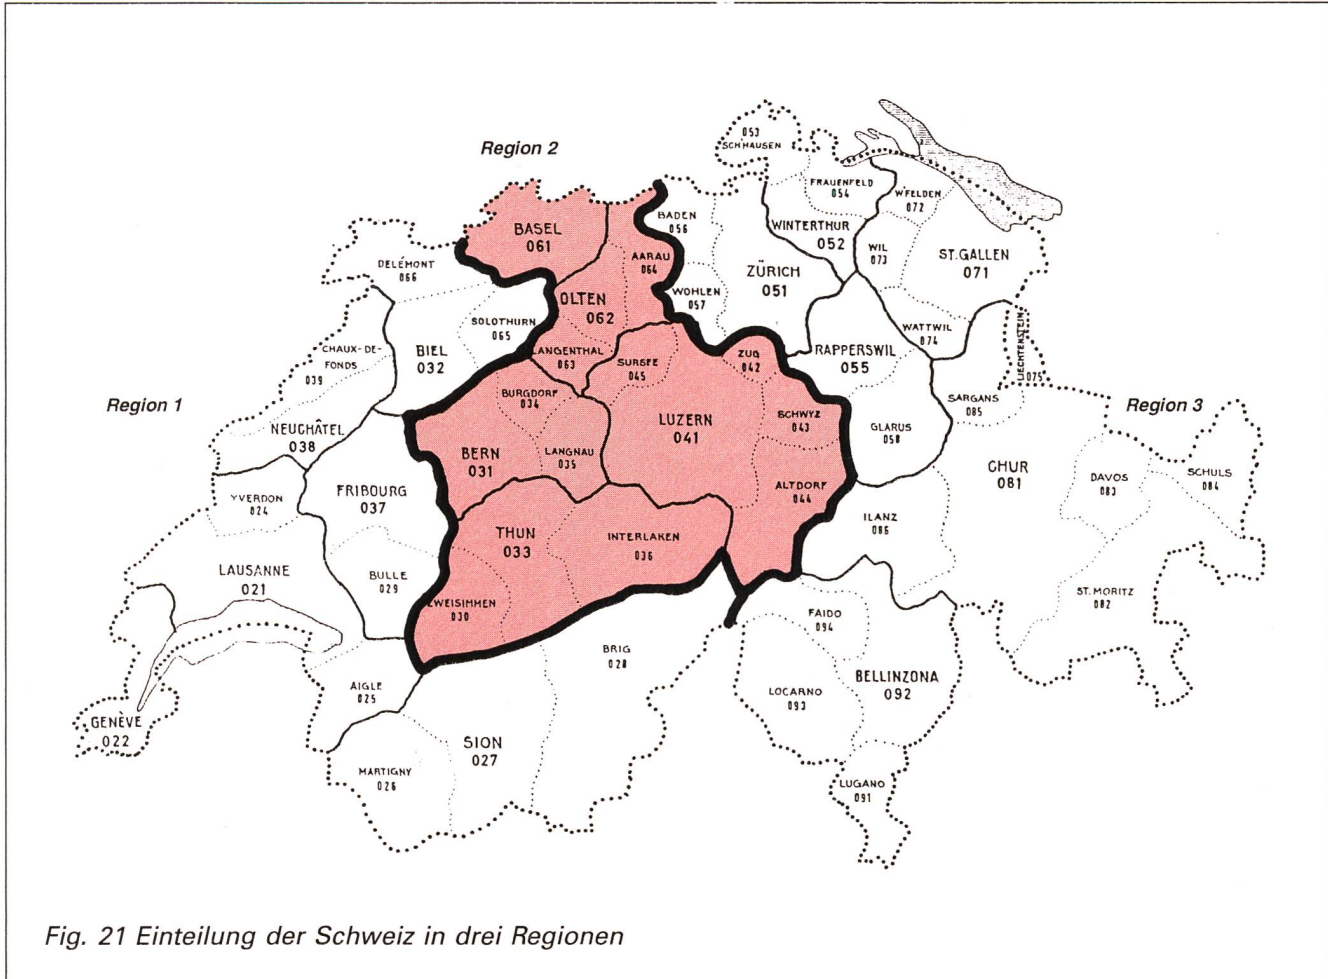 Region 2
053
SCH'HAUSEN
FRAUENFELD
054
W'FELDEN
072
BASEL
061
BADEN
056
WINTERTHUR
052
WIL
073
ST. GALLEN
071
DELÉMONT
066
AARAU
064
ZÜRICH
051
OLTEN
062
WOHLEN
057
SOLOTHURN
065
WATTWIL
074
LIECHTENSTEIN
075
CHAUX-DE-
FONDS
039
BIEL
032
LANGENTHAL
063
SURSEE
045
ZUG
042
RAPPERSWIL
055
Region 1
BURGDORF
034
SARGANS
085
Region 3
NEUCHÂTEL
038
LUZERN
041
SCHWYZ
043
GLARUS
058
BERN
031
LANGNAU
035
CHUR
081
DAVOS
083
SCHULS
084
YVERDON
024
FRIBOURG
037
ALTDORF
044
ILANZ
086
THUN
033
INTERLAKEN
036
LAUSANNE
021
BULLE
029
ZWEISIMMEN
030
ST. MORITZ
082
FAIDO
094
BRIG
028
AIGLE
025
LOCARNO
093
BELLINZONA
092
GENÈVE
022
SION
027
MARTIGNY
026
LUGANO
091
Fig. 21 Einteilung der Schweiz in drei Regionen